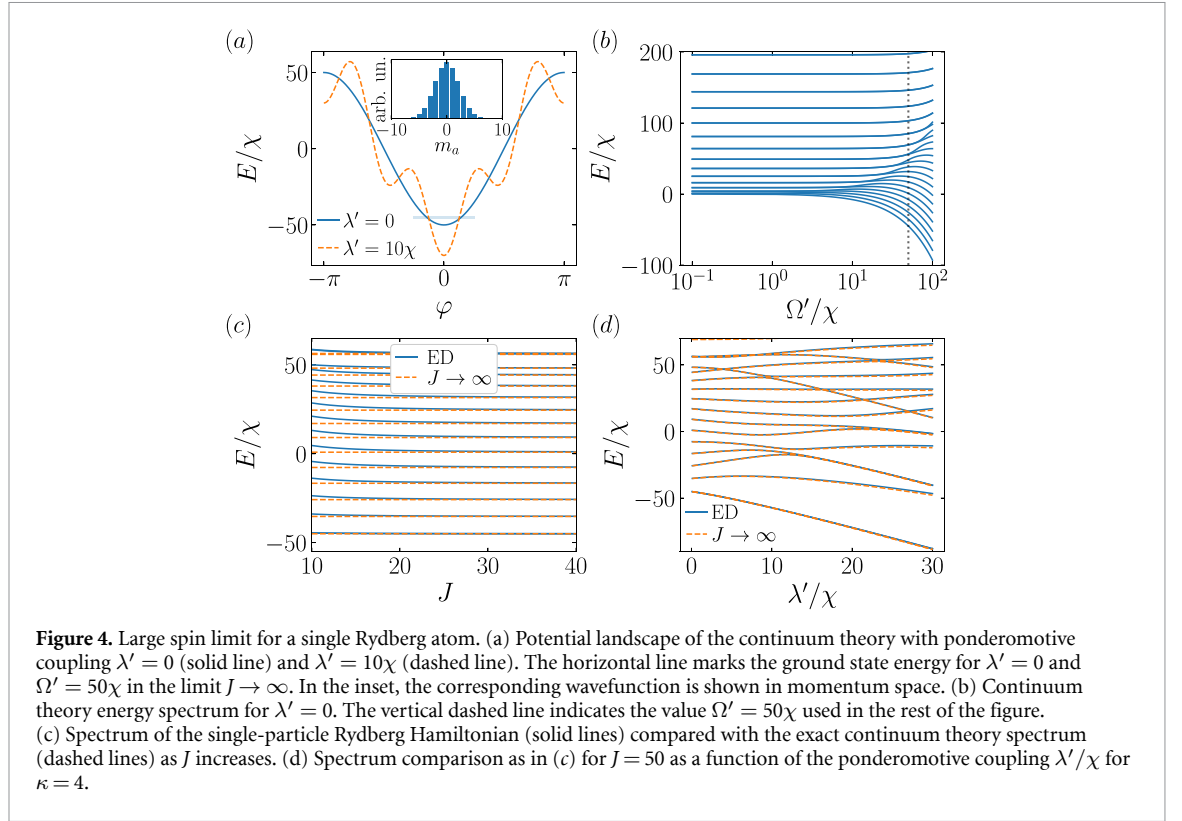 (a)
(b)
50
0
−50
E/χ
arb. un.
−10
0
10
m_a
λ′ = 0
λ′ = 10χ
−π
0
π
φ
200
100
0
−100
E/χ
10⁻¹
10⁰
10¹
10²
Ω′/χ
(c)
(d)
50
0
−50
E/χ
ED
J → ∞
10
20
30
40
J
50
0
−50
E/χ
ED
J → ∞
0
10
20
30
λ′/χ
Figure 4. Large spin limit for a single Rydberg atom. (a) Potential landscape of the continuum theory with ponderomotive
coupling λ′ = 0 (solid line) and λ′ = 10χ (dashed line). The horizontal line marks the ground state energy for λ′ = 0 and
Ω′ = 50χ in the limit J → ∞. In the inset, the corresponding wavefunction is shown in momentum space. (b) Continuum
theory energy spectrum for λ′ = 0. The vertical dashed line indicates the value Ω′ = 50χ used in the rest of the figure.
(c) Spectrum of the single-particle Rydberg Hamiltonian (solid lines) compared with the exact continuum theory spectrum
(dashed lines) as J increases. (d) Spectrum comparison as in (c) for J = 50 as a function of the ponderomotive coupling λ′/χ for
κ = 4.